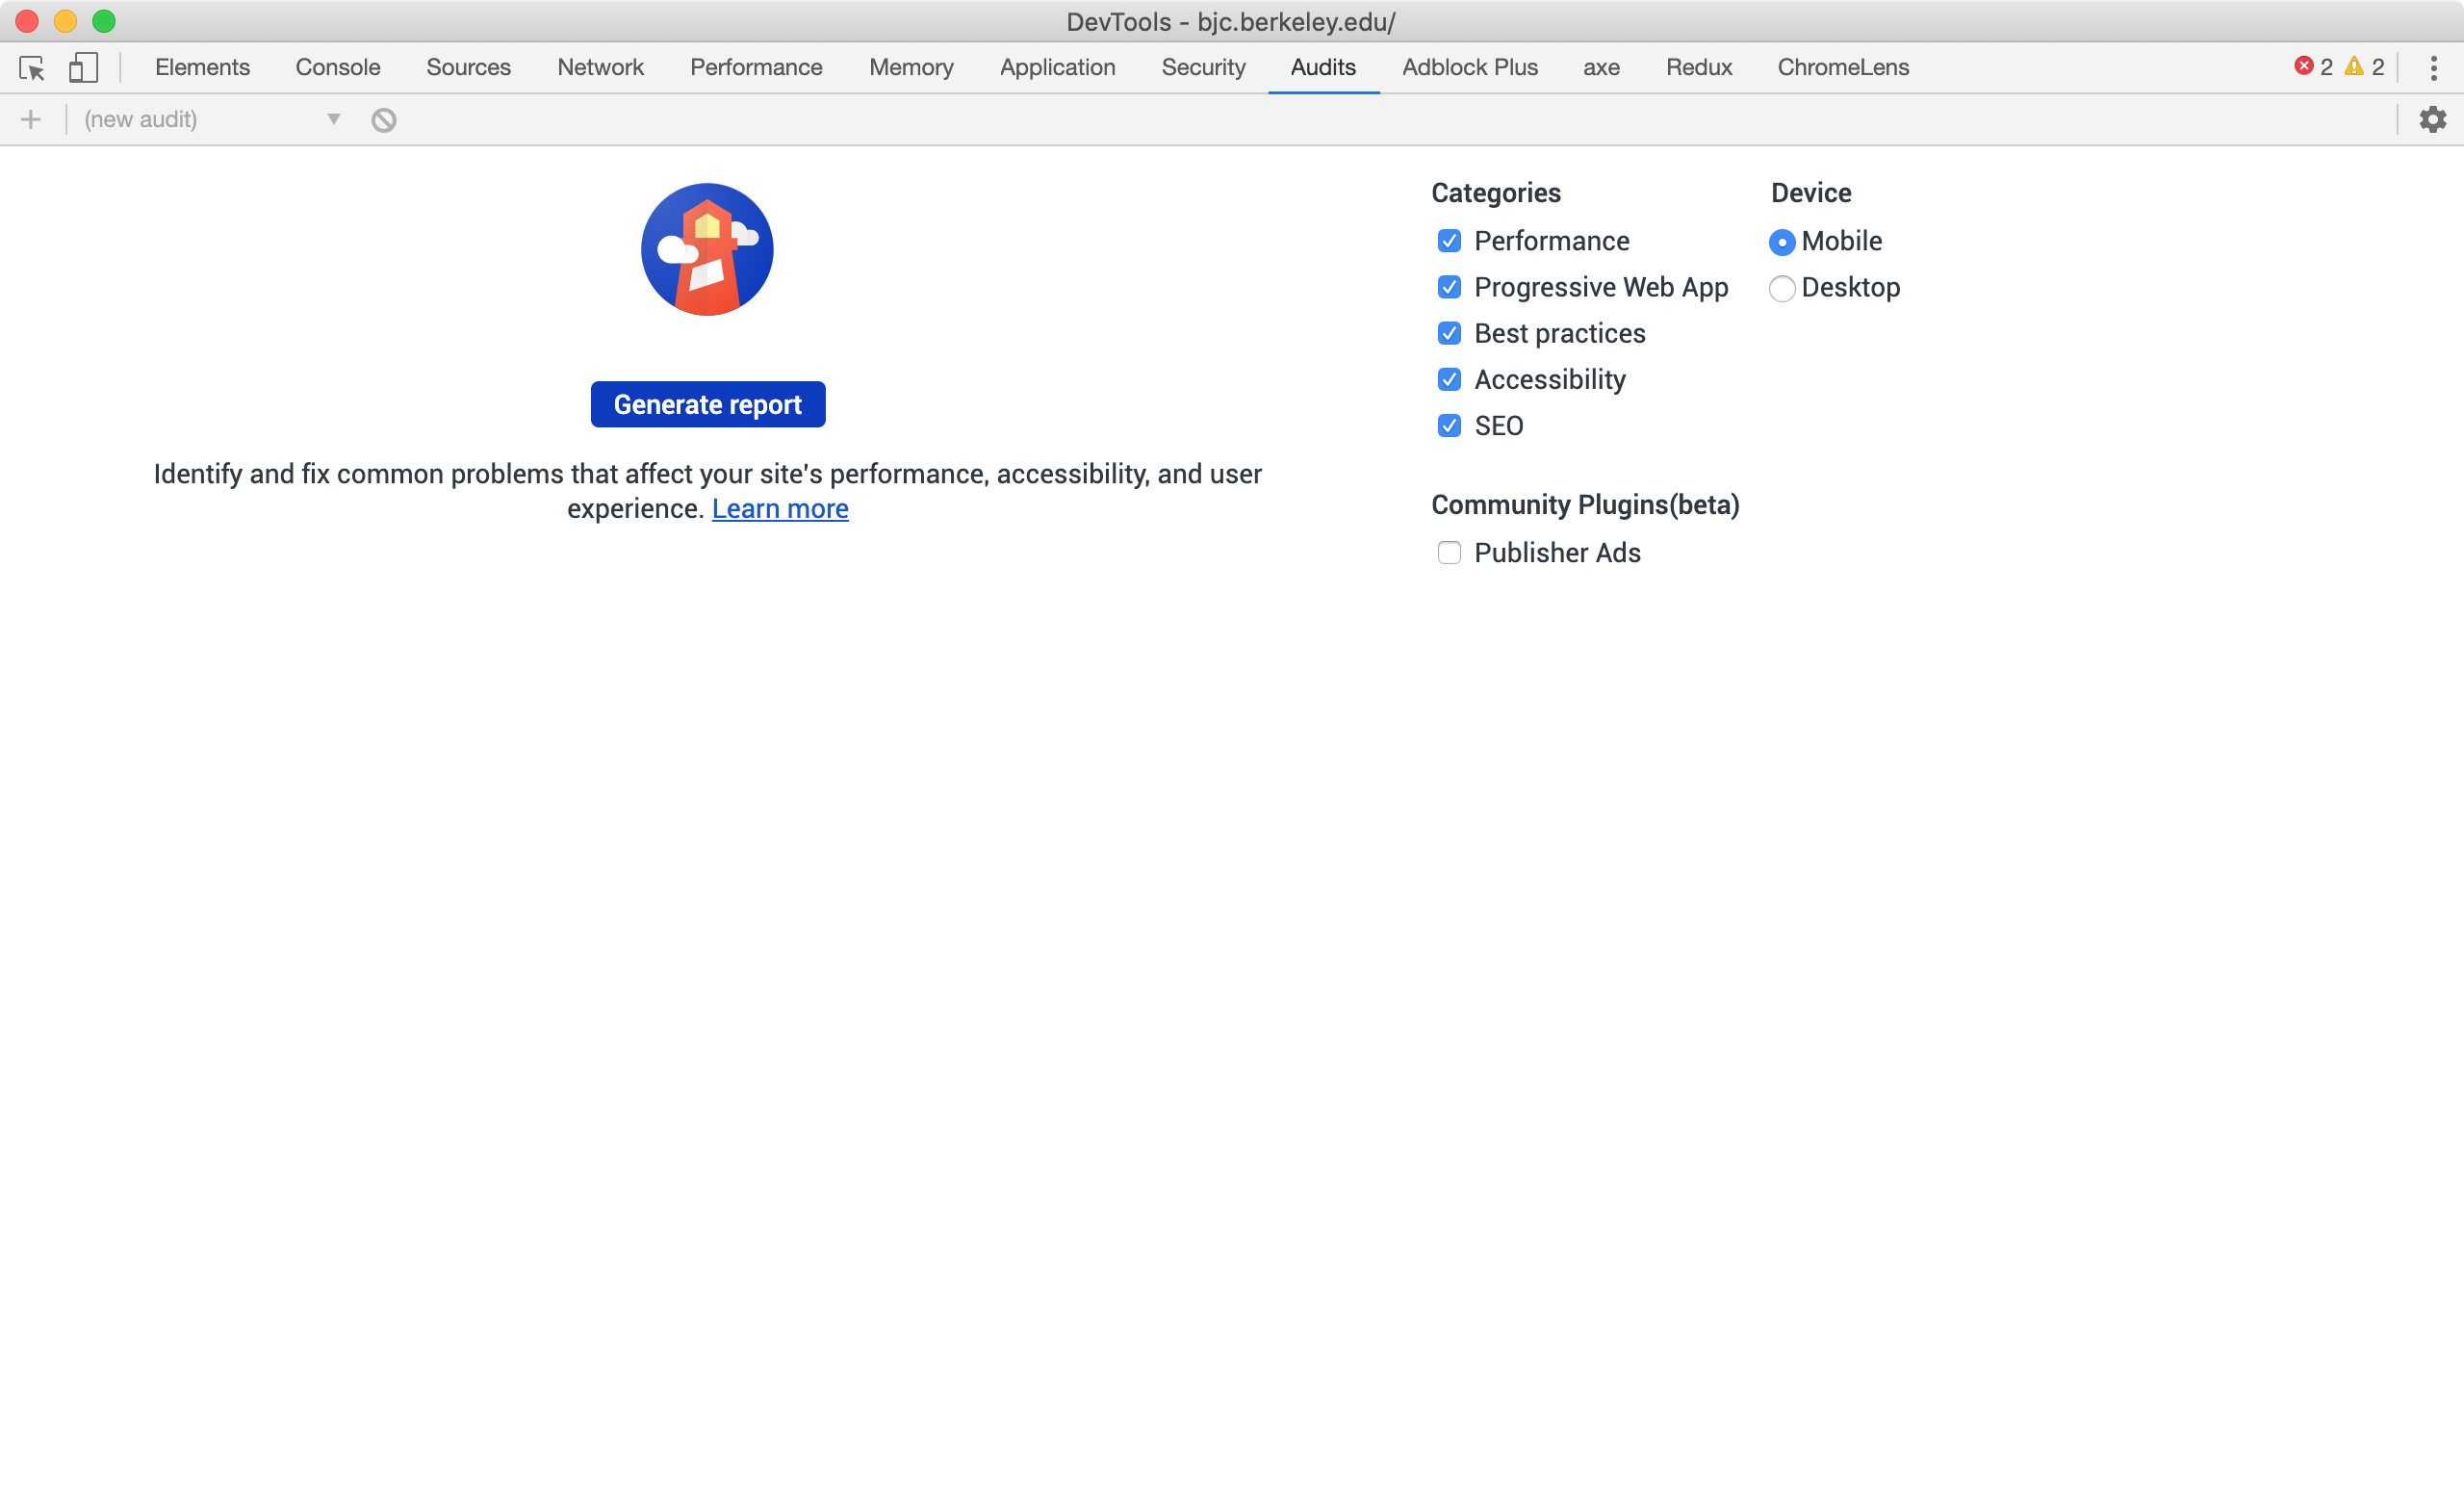 DevTools - bjc.berkeley.edu/
Elements Console Sources Network Performance Memory Application Security Audits Adblock Plus axe Redux ChromeLens 2 2
(new audit)
Generate report
Identify and fix common problems that affect your site's performance, accessibility, and user
experience. Learn more
Categories
Performance
Progressive Web App
Best practices
Accessibility
SEO
Community Plugins(beta)
Publisher Ads
Device
Mobile
Desktop